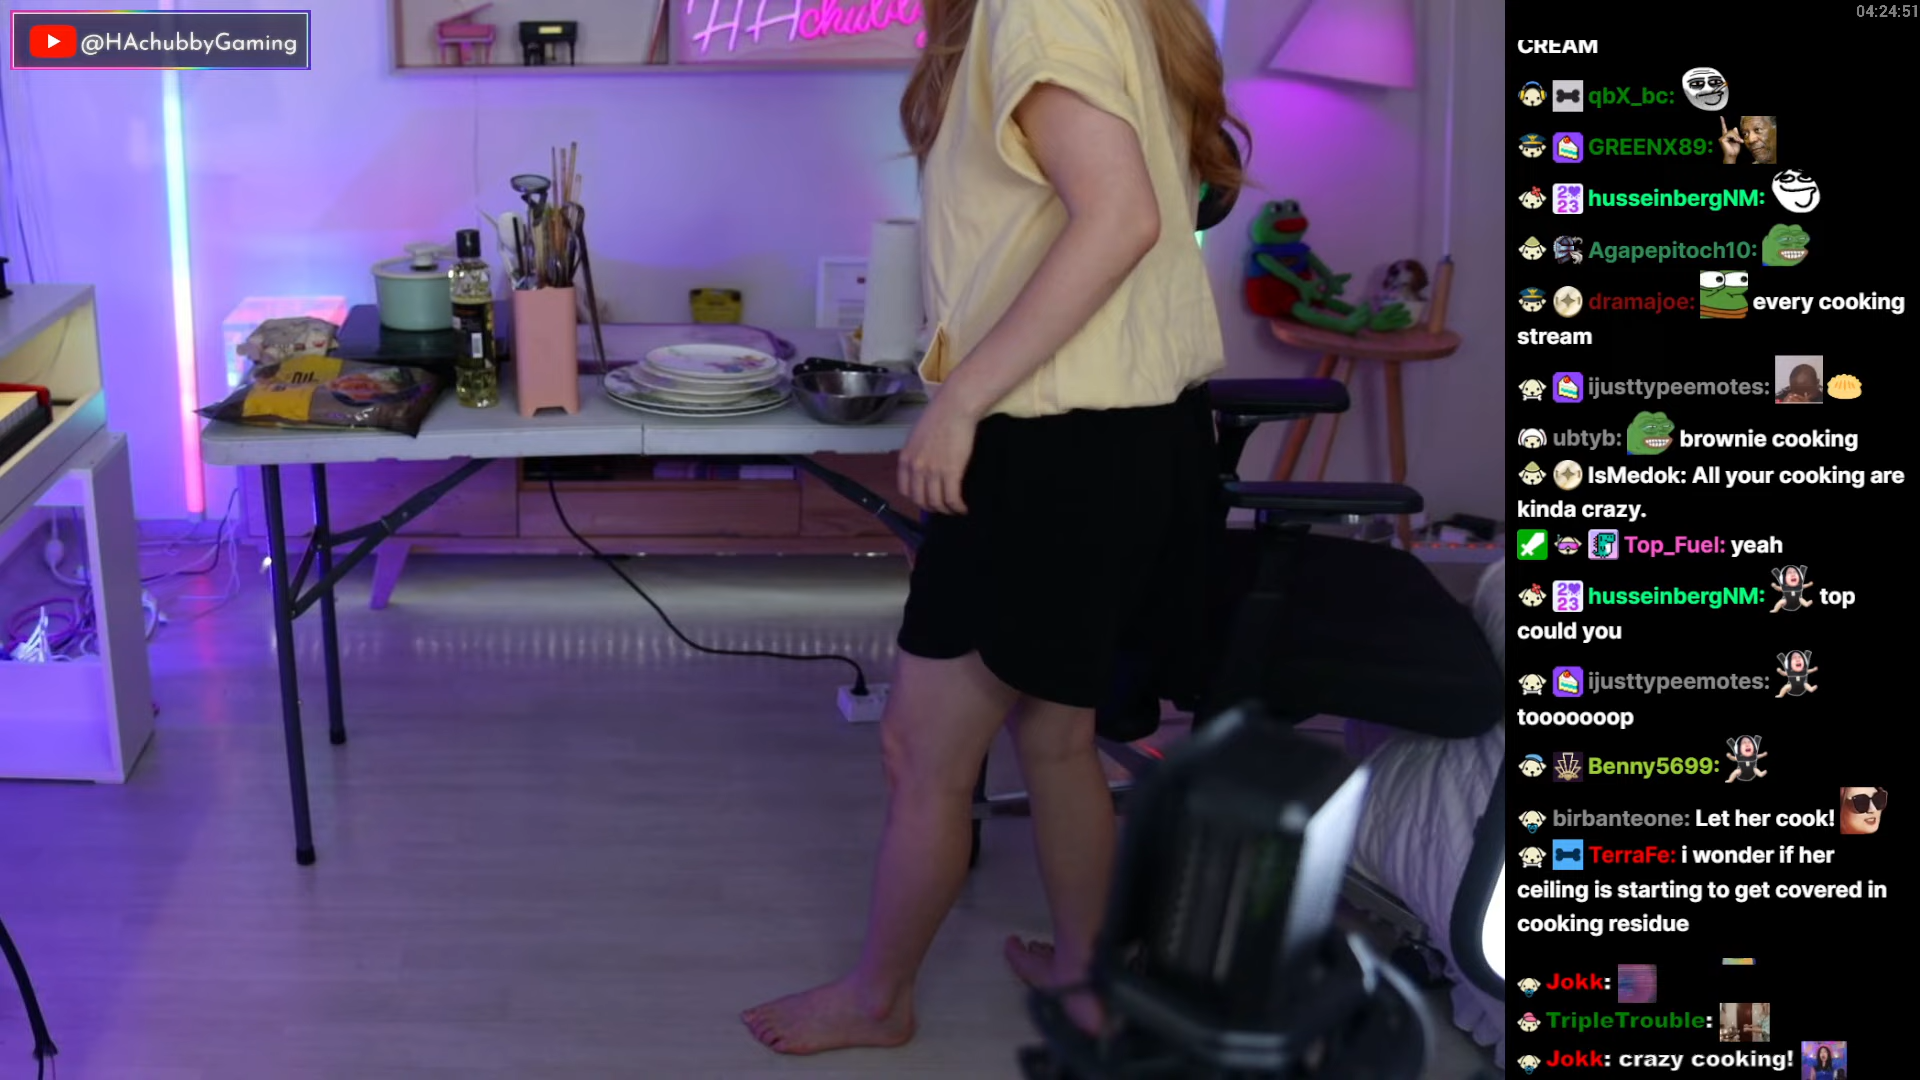 @HAchubbyGaming
HAchubby
04:24:51
CREAM
qbX_bc:
GREENX89:
husseinbergNM:
Agapepitoch10:
dramajoe: every cooking
stream
ijusttypeemotes:
ubtyb: brownie cooking
IsMedok: All your cooking are
kinda crazy.
Top_Fuel: yeah
husseinbergNM: top
could you
ijusttypeemotes:
tooooooop
Benny5699:
birbanteone: Let her cook!
TerraFe: i wonder if her
ceiling is starting to get covered in
cooking residue
Jokk:
TripleTrouble:
Jokk: crazy cooking!